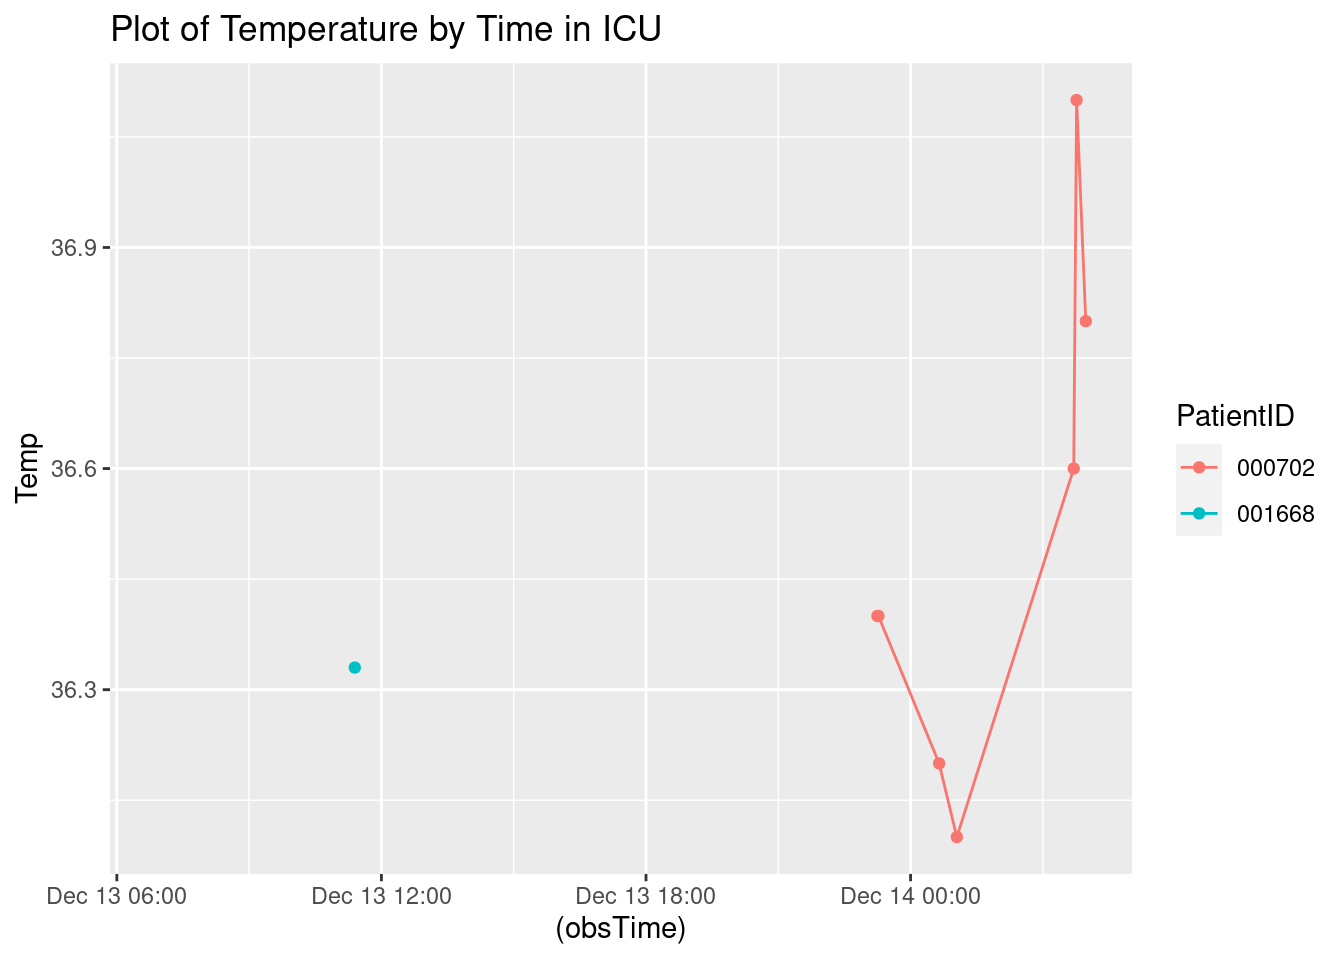 Plot of Temperature by Time in ICU
Temp
36.9
36.6
36.3
Dec 13 06:00
Dec 13 12:00
Dec 13 18:00
Dec 14 00:00
(obsTime)
PatientID
000702
001668